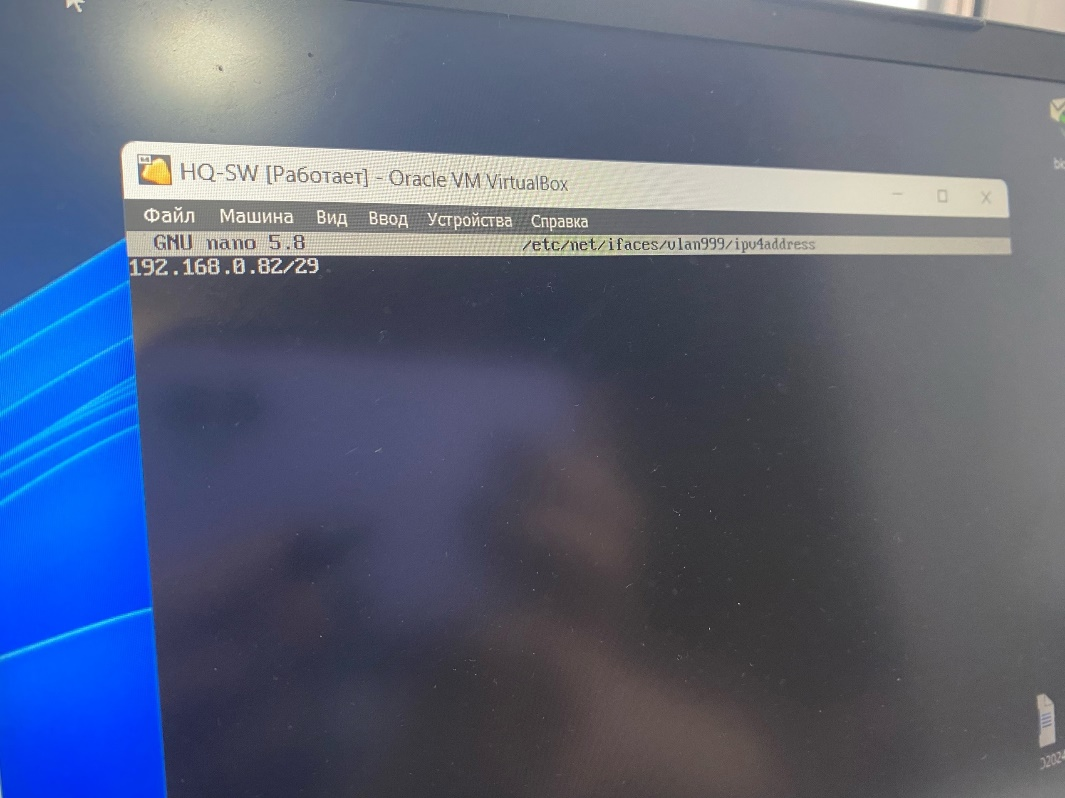 HQ-SW [Работает] - Oracle VM VirtualBox
Файл Машина Вид Ввод Устройства Справка
GNU nano 5.8 /etc/net/ifaces/vlan999/ipv4address
192.168.0.82/29